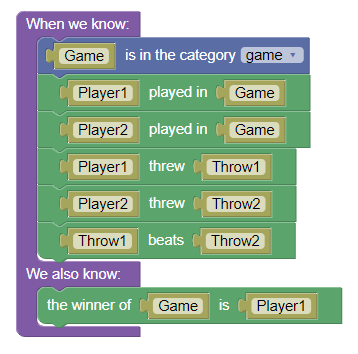 When we know:
Game is in the category game
Player1 played in Game
Player2 played in Game
Player1 threw Throw1
Player2 threw Throw2
Throw1 beats Throw2
We also know:
the winner of Game is Player1